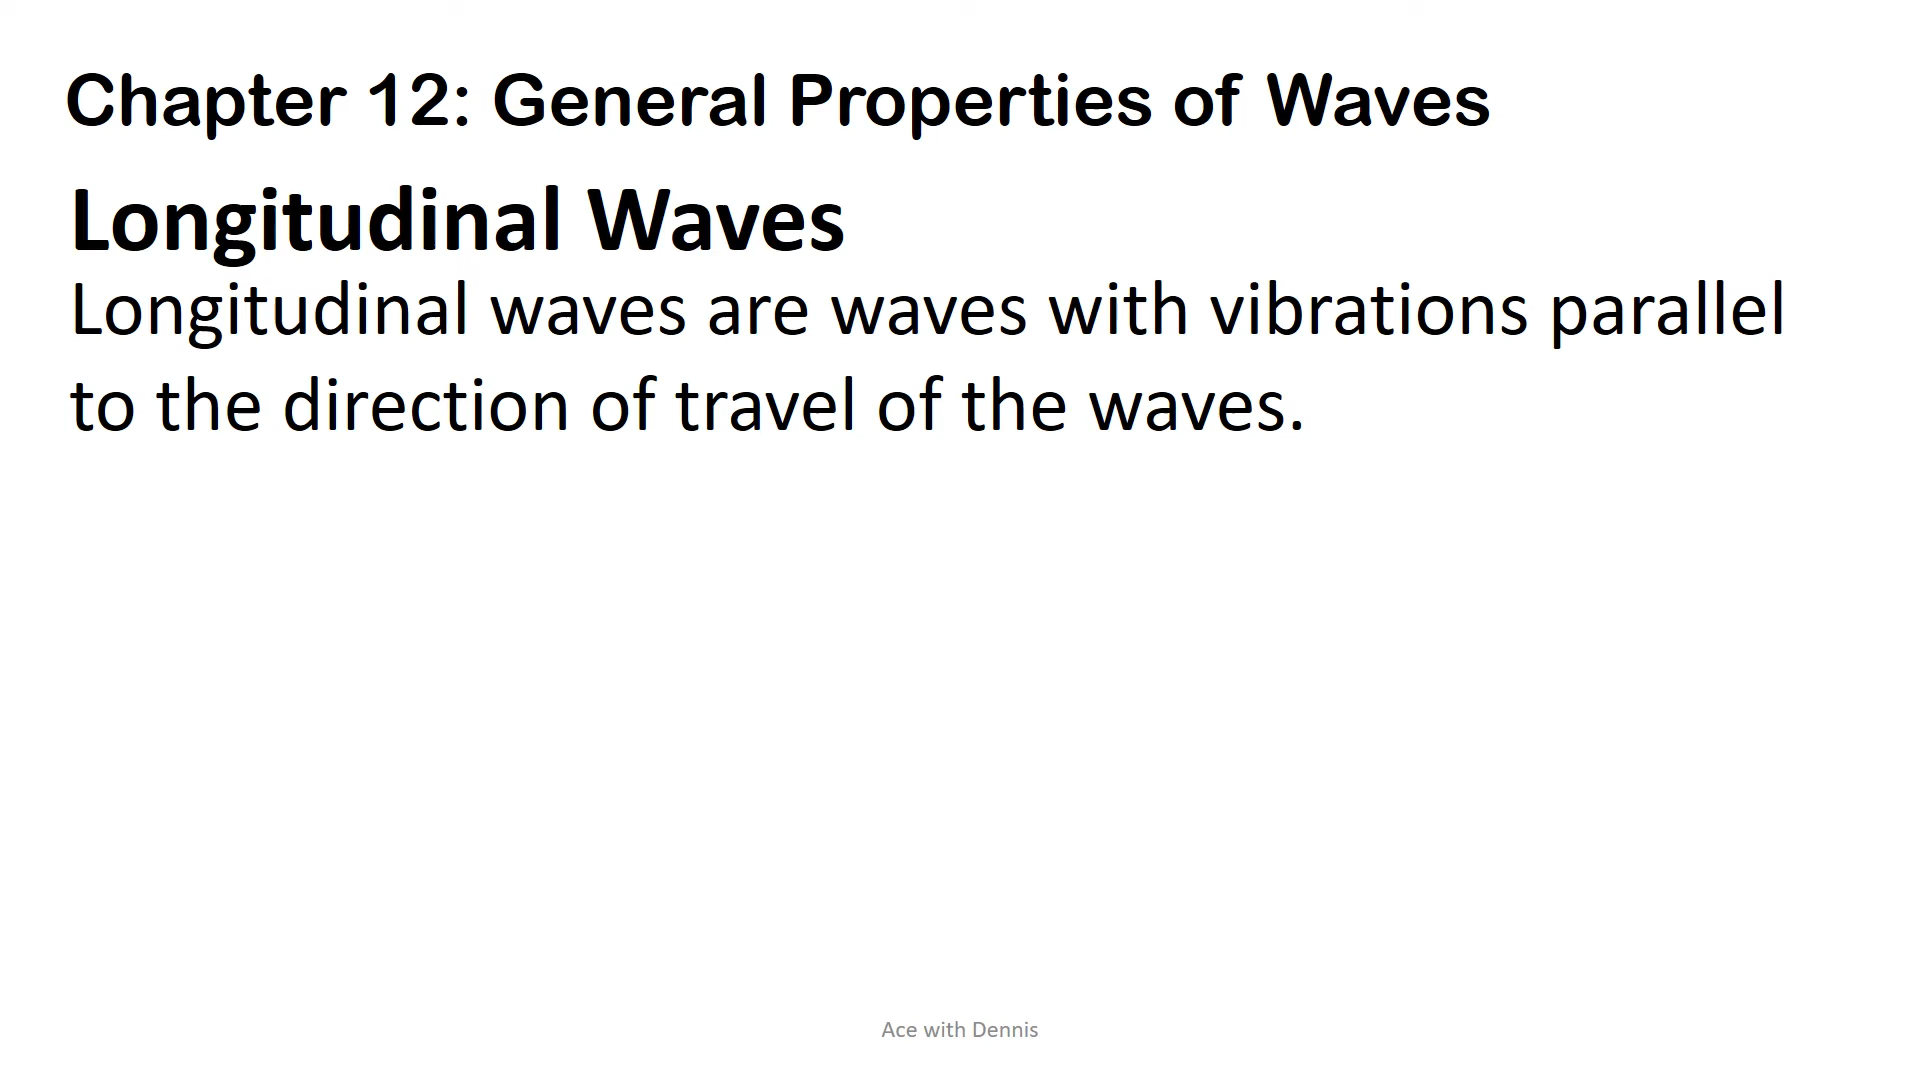 Chapter 12: General Properties of Waves
Longitudinal Waves
Longitudinal waves are waves with vibrations parallel
to the direction of travel of the waves.
Ace with Dennis